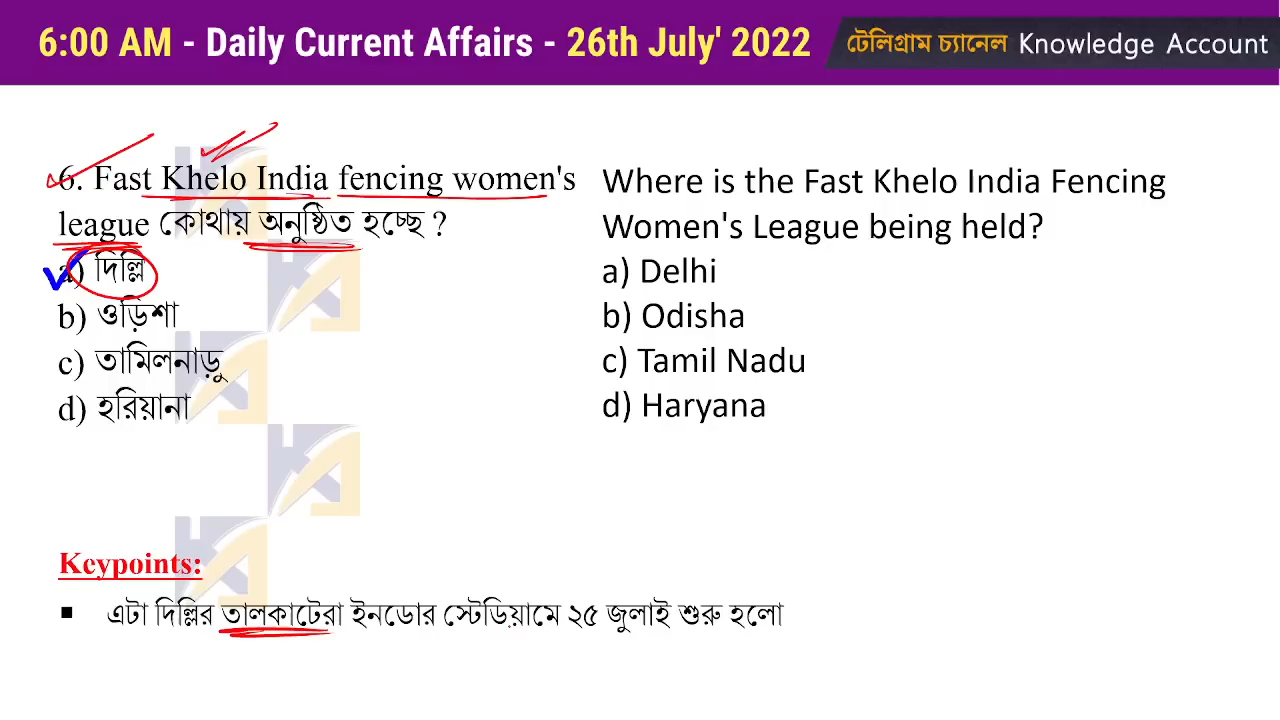 6:00 AM - Daily Current Affairs - 26th July' 2022
টেলিগ্রাম চ্যানেল Knowledge Account
6. Fast Khelo India fencing women's
league কোথায় অনুষ্ঠিত হচ্ছে ?
a) দিল্লি
b) ওড়িশা
c) তামিলনাড়ু
d) হরিয়ানা
Where is the Fast Khelo India Fencing
Women's League being held?
a) Delhi
b) Odisha
c) Tamil Nadu
d) Haryana
Keypoints:
▪ এটা দিল্লির তালকাটেরা ইনডোর স্টেডিয়ামে ২৫ জুলাই শুরু হলো